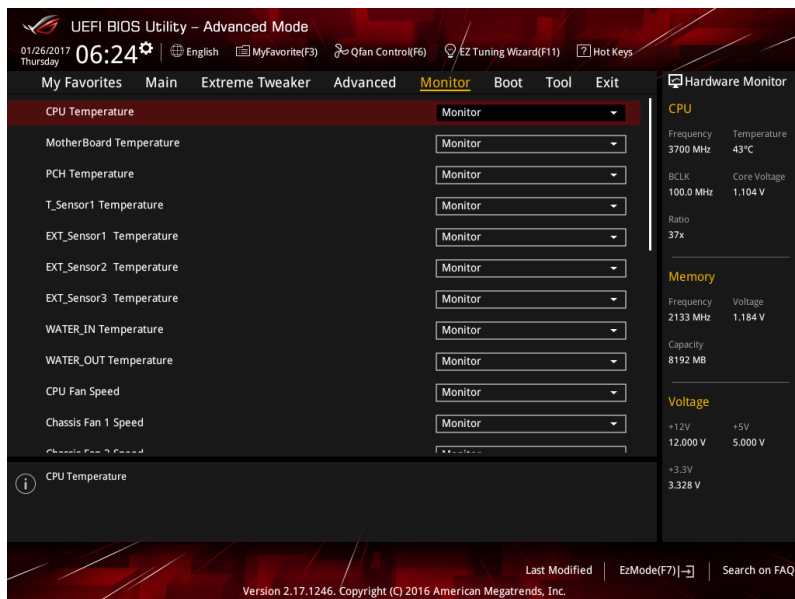 UEFI BIOS Utility – Advanced Mode
01/26/2017 Thursday 06:24 English MyFavorite(F3) Qfan Control(F6) EZ Tuning Wizard(F11) ? Hot Keys
My Favorites Main Extreme Tweaker Advanced Monitor Boot Tool Exit
CPU Temperature Monitor
MotherBoard Temperature Monitor
PCH Temperature Monitor
T_Sensor1 Temperature Monitor
EXT_Sensor1 Temperature Monitor
EXT_Sensor2 Temperature Monitor
EXT_Sensor3 Temperature Monitor
WATER_IN Temperature Monitor
WATER_OUT Temperature Monitor
CPU Fan Speed Monitor
Chassis Fan 1 Speed Monitor
Chassis Fan 2 Speed Monitor
i CPU Temperature
Hardware Monitor
CPU
Frequency Temperature
3700 MHz 43°C
BCLK Core Voltage
100.0 MHz 1.104 V
Ratio
37x
Memory
Frequency Voltage
2133 MHz 1.184 V
Capacity
8192 MB
Voltage
+12V +5V
12.000 V 5.000 V
+3.3V
3.328 V
Last Modified EzMode(F7) Search on FAQ
Version 2.17.1246. Copyright (C) 2016 American Megatrends, Inc.